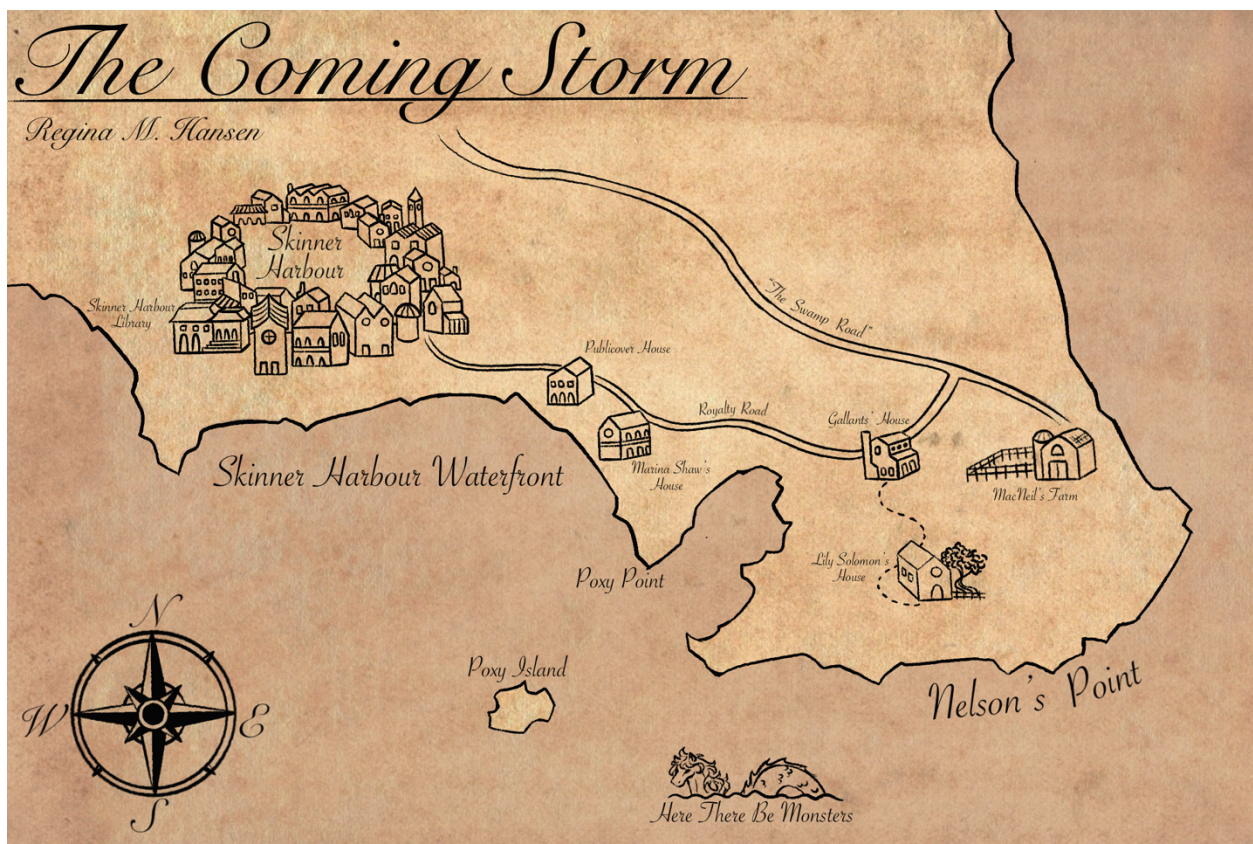 The Coming Storm
Regina M. Hansen
Skinner
Harbour
Skinner Harbour
Library
"The Swamp Road"
Publicover House
Royalty Road
Gallants' House
Skinner Harbour Waterfront
Marina Shaw's
House
MacNeil's Farm
Lily Solomon's
House
Poxy Point
N
W
E
S
Poxy Island
Nelson's Point
Here There Be Monsters